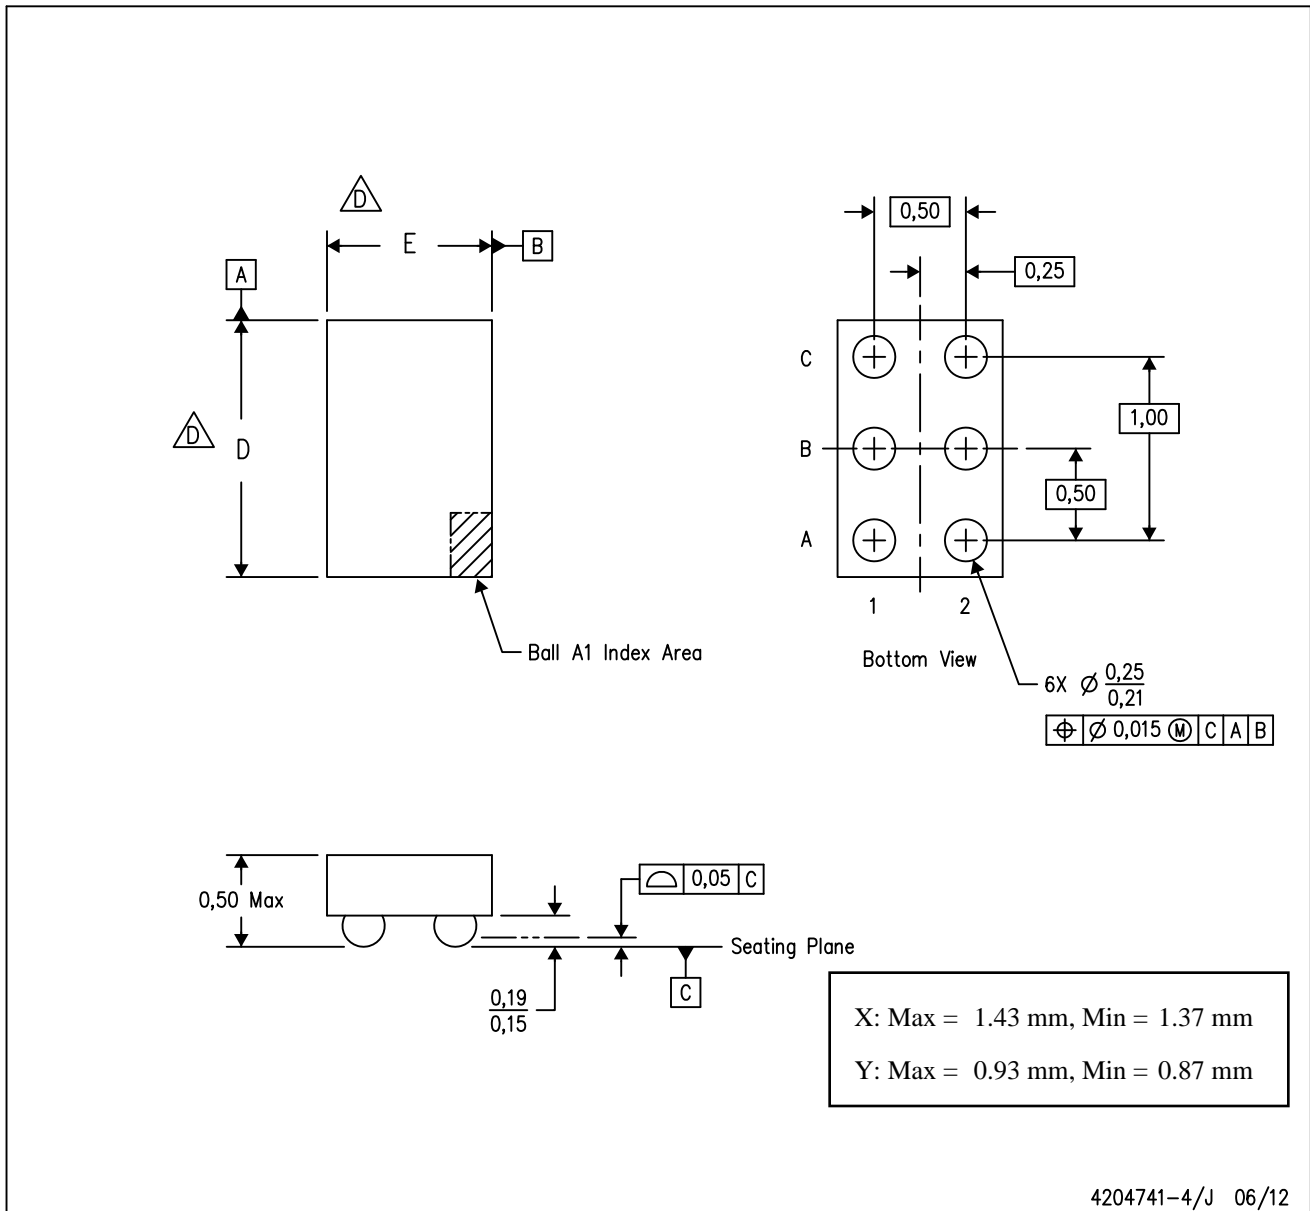 D
E
B
A
D
D
Ball A1 Index Area
0,50
0,25
C
B
A
1,00
0,50
1
2
Bottom View
6X Ø 0,25
0,21
⌖ Ø 0,015 Ⓜ C A B
0,50 Max
0,05 C
Seating Plane
C
0,19
0,15
X: Max = 1.43 mm, Min = 1.37 mm
Y: Max = 0.93 mm, Min = 0.87 mm
4204741-4/J 06/12